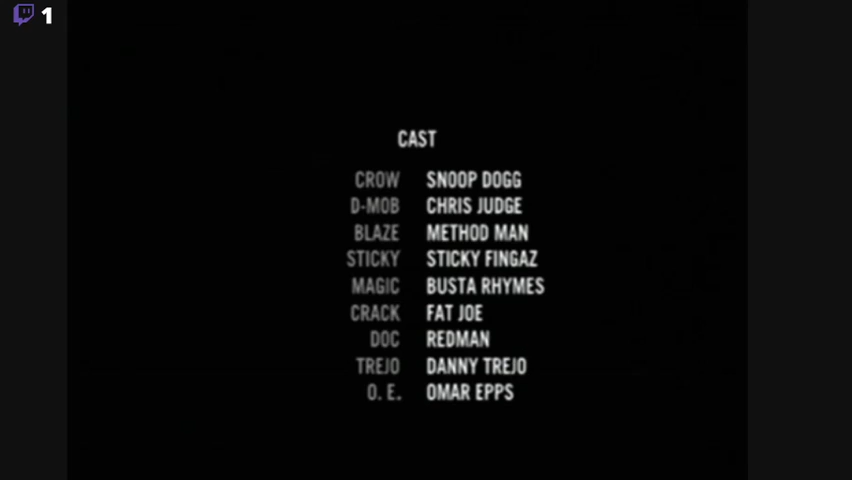 1
CAST
CROW SNOOP DOGG
D-MOB CHRIS JUDGE
BLAZE METHOD MAN
STICKY STICKY FINGAZ
MAGIC BUSTA RHYMES
CRACK FAT JOE
DOC REDMAN
TREJO DANNY TREJO
O. E. OMAR EPPS